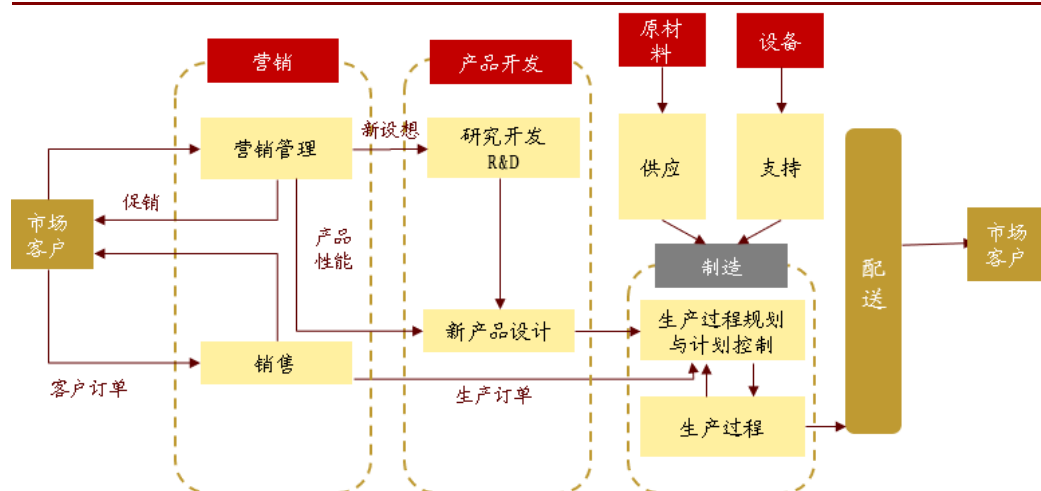 营销
产品开发
原材
料
设备
营销管理
新设想
研究开发
R&D
供应
支持
促销
市场
客户
产品
性能
制造
配
送
市场
客户
新产品设计
生产过程规划
与计划控制
销售
客户订单
生产订单
生产过程